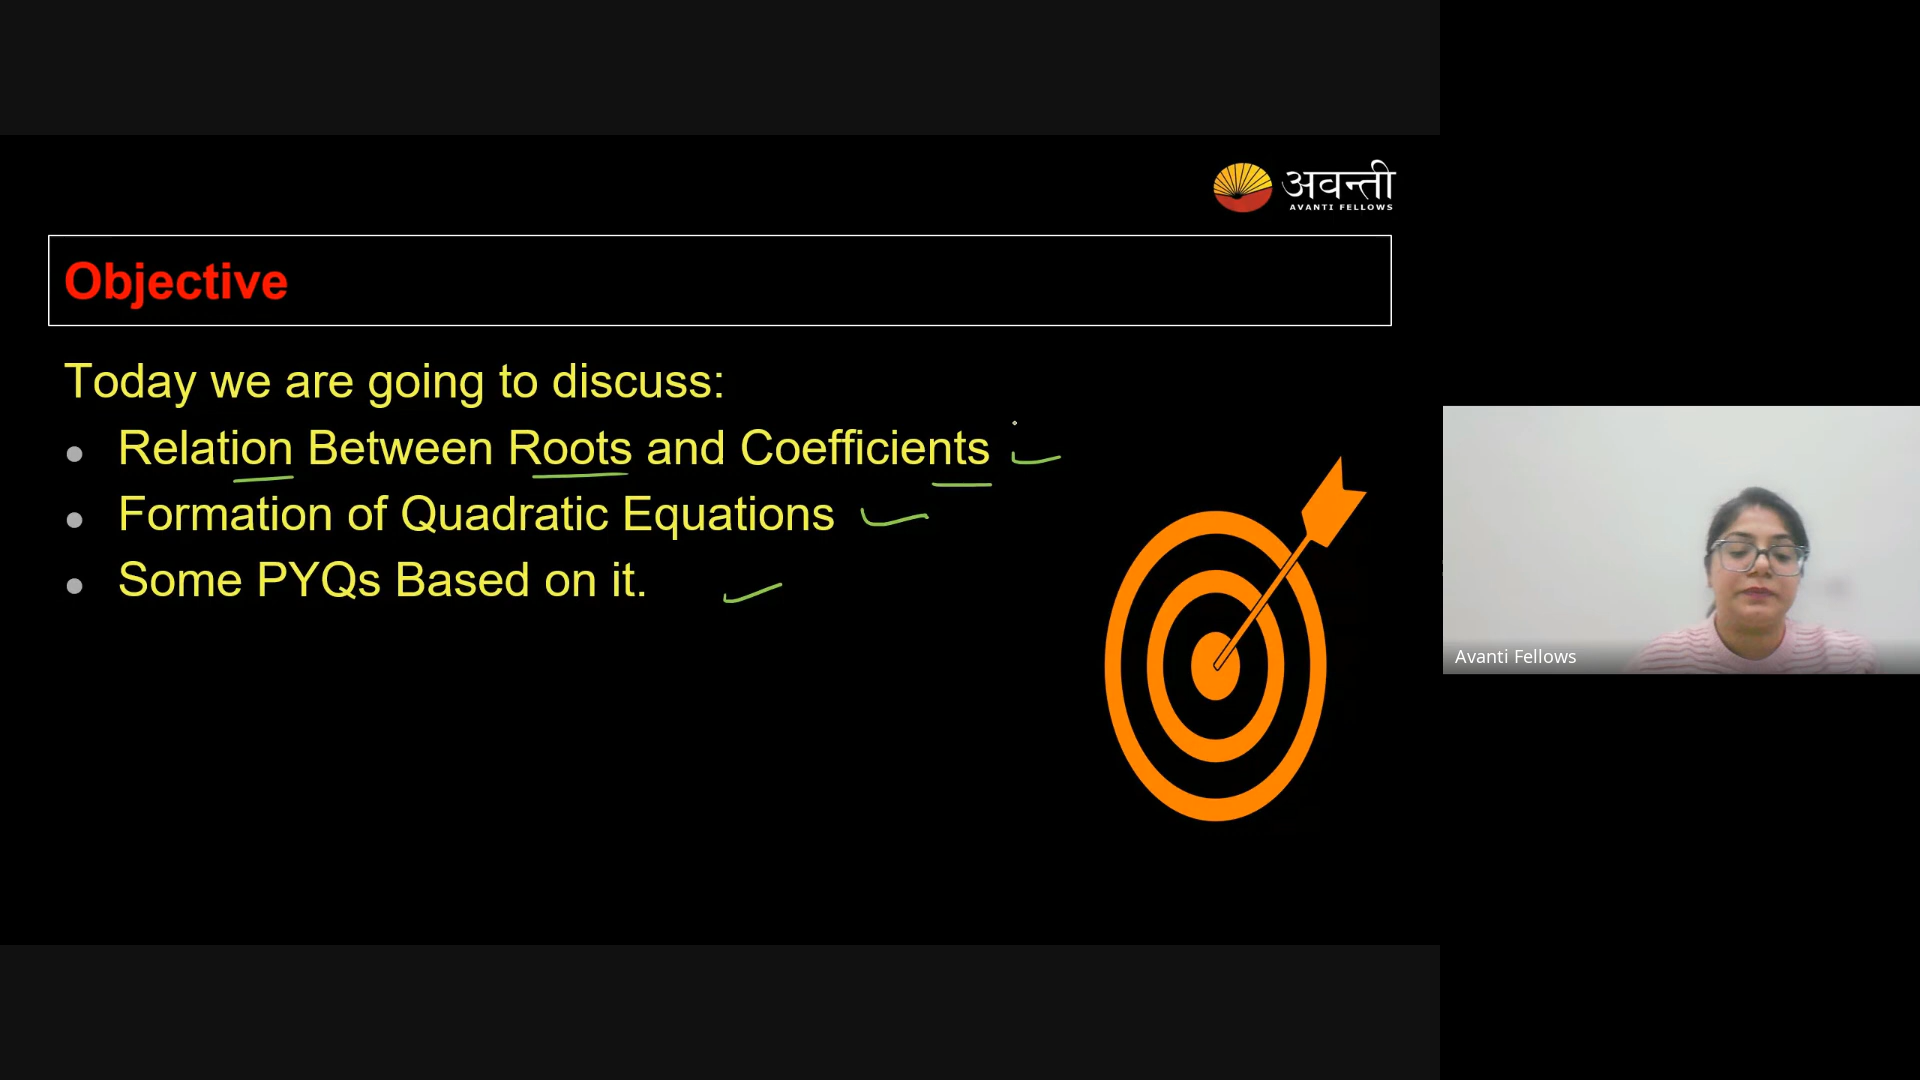 अवन्ती
AVANTI FELLOWS
Objective
Today we are going to discuss:
● Relation Between Roots and Coefficients
● Formation of Quadratic Equations
● Some PYQs Based on it.
Avanti Fellows